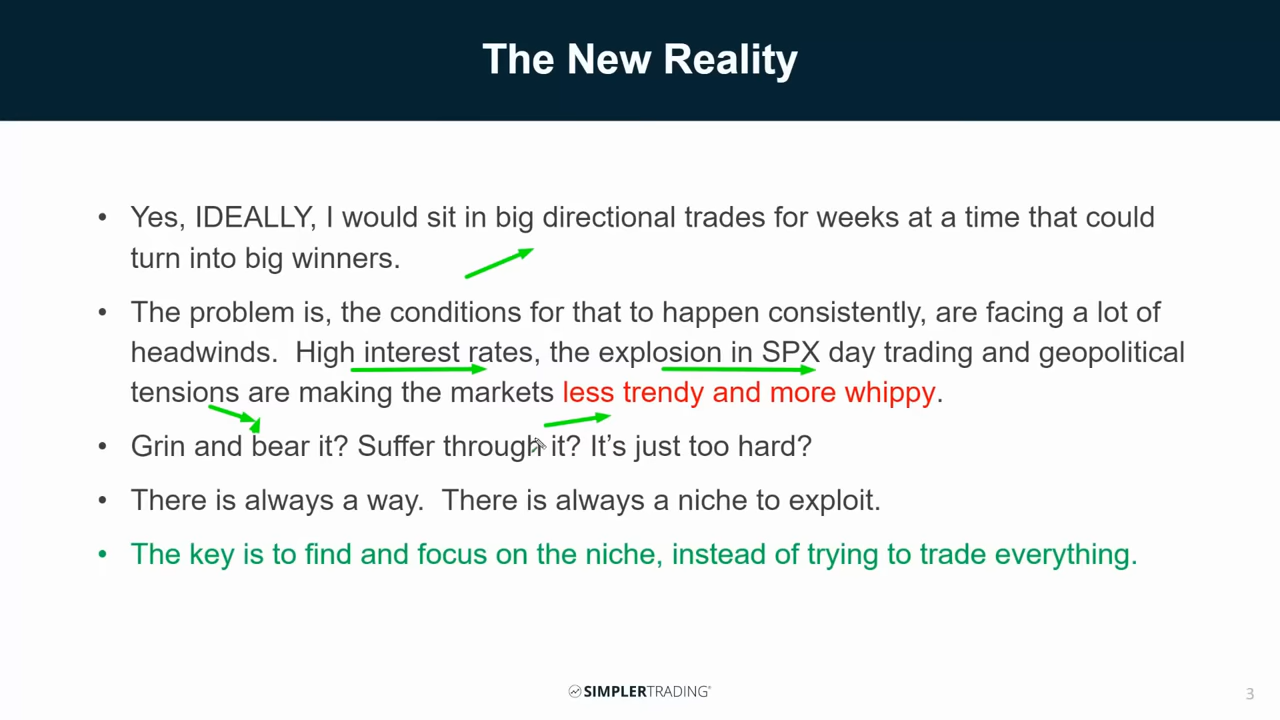 The New Reality
• Yes, IDEALLY, I would sit in big directional trades for weeks at a time that could
turn into big winners.
• The problem is, the conditions for that to happen consistently, are facing a lot of
headwinds.  High interest rates, the explosion in SPX day trading and geopolitical
tensions are making the markets less trendy and more whippy.
• Grin and bear it? Suffer through it? It’s just too hard?
• There is always a way.  There is always a niche to exploit.
• The key is to find and focus on the niche, instead of trying to trade everything.
SIMPLERTRADING®
3